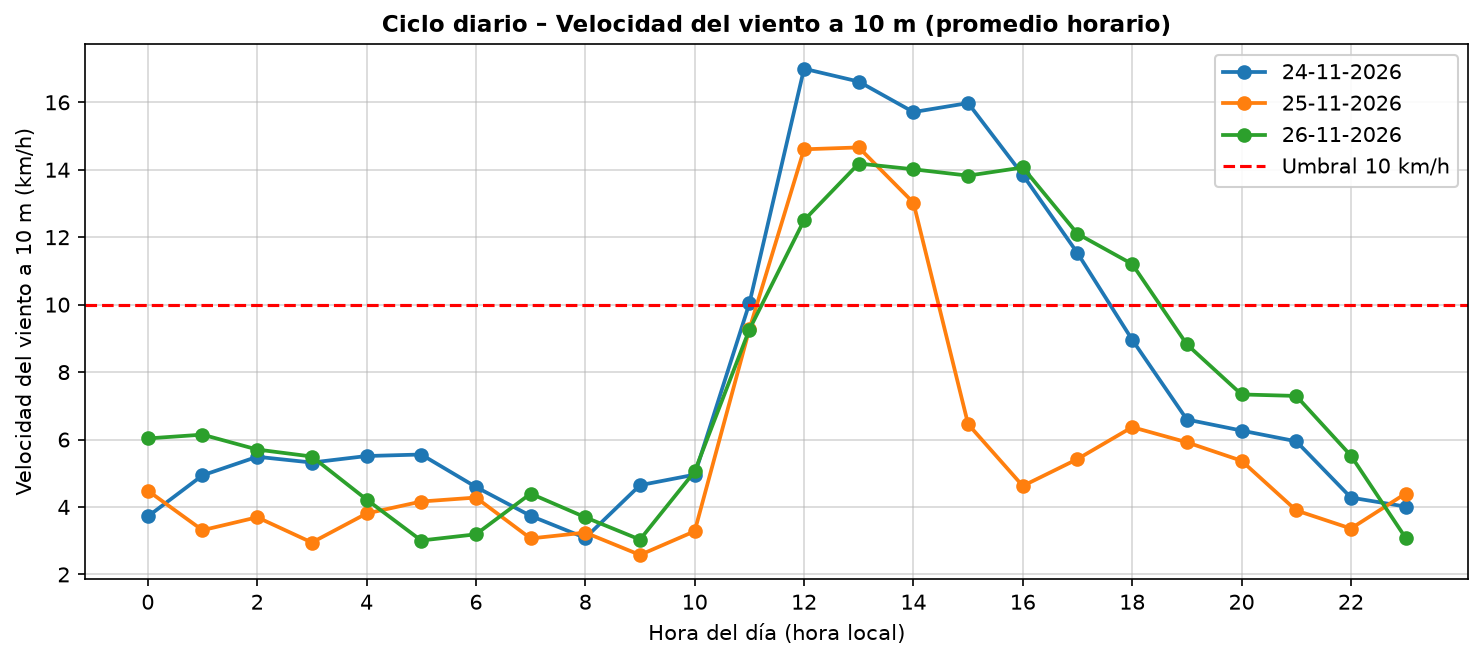 Ciclo diario – Velocidad del viento a 10 m (promedio horario)
24-11-2026
25-11-2026
26-11-2026
Umbral 10 km/h
Velocidad del viento a 10 m (km/h)
16
14
12
10
8
6
4
2
0 2 4 6 8 10 12 14 16 18 20 22
Hora del día (hora local)